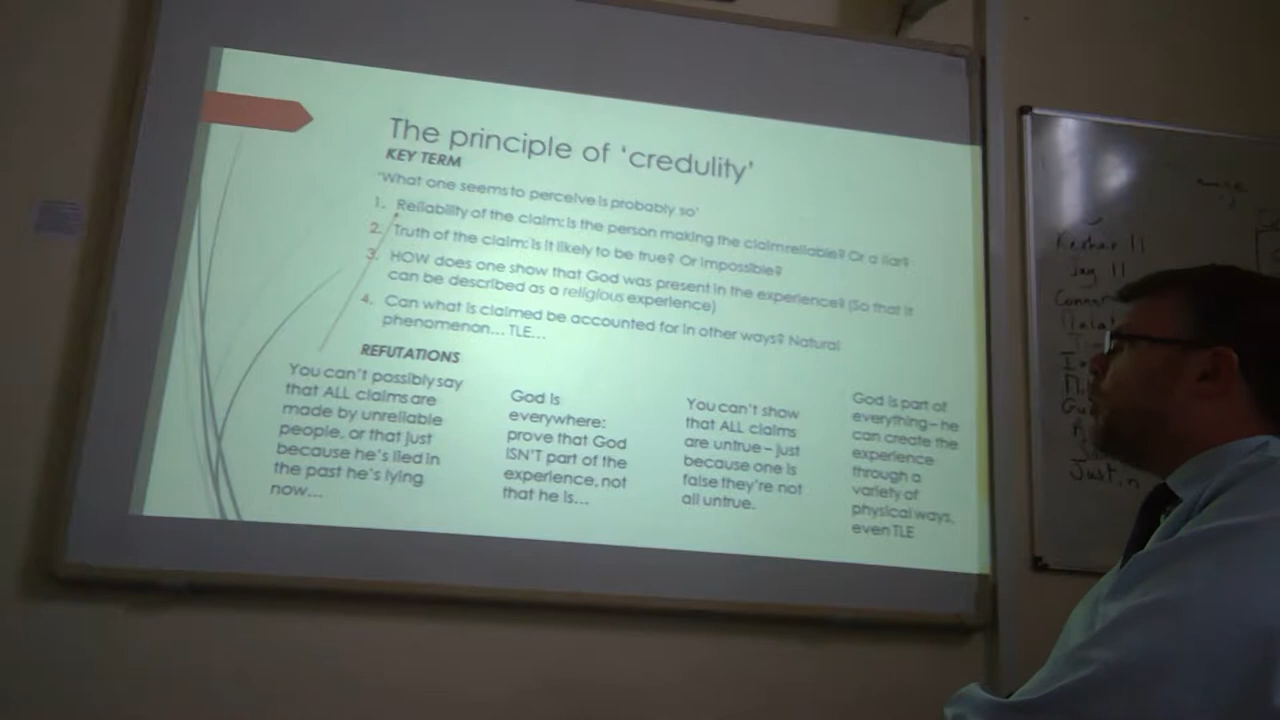 The principle of 'credulity'
KEY TERM
'What one seems to perceive is probably so'
1. Reliability of the claim: is the person making the claim reliable? Or a liar?
2. Truth of the claim: is it likely to be true? Or impossible?
3. HOW does one show that God was present in the experience? (So that it
can be described as a religious experience)
4. Can what is claimed be accounted for in other ways? Natural
phenomenon... TLE...
REFUTATIONS
You can't possibly say
that ALL claims are
made by unreliable
people, or that just
because he's lied in
the past he's lying
now...
God is
everywhere:
prove that God
ISN'T part of the
experience, not
that he is...
You can't show
that ALL claims
are untrue – just
because one is
false they're not
all untrue.
God is part of
everything – he
can create the
experience
through a
variety of
physical ways,
even TLE
Keshav 11
Jay 11
Connor
Justin